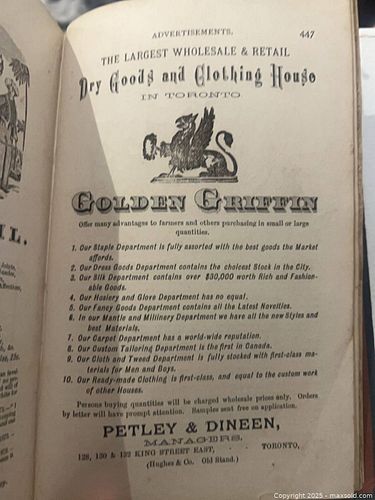 ADVERTISEMENTS. 447
THE LARGEST WHOLESALE & RETAIL
Dry Goods and Clothing House
IN TORONTO
GOLDEN GRIFFIN
Offer many advantages to farmers and others purchasing in small or large
quantities.
1. Our Staple Department is fully assorted with the best goods the Market
affords.
2. Our Dress Goods Department contains the choicest Stock in the City.
3. Our Silk Department contains over $30,000 worth Rich and Fashion-
able Goods.
4. Our Hosiery and Glove Department has no equal.
5. Our Fancy Goods Department contains all the Latest Novelties.
6. In our Mantle and Millinery Department we have all the new Styles and
best Materials.
7. Our Carpet Department has a world-wide reputation.
8. Our Custom Tailoring Department is the first in Canada.
9. Our Cloth and Tweed Department is fully stocked with first-class ma-
terials for Men and Boys.
10. Our Ready-made Clothing is first-class, and equal to the custom work
of other Houses.
Persons buying quantities will be charged wholesale prices only. Orders
by letter will have prompt attention. Samples sent free on application.
PETLEY & DINEEN,
MANAGERS.
128, 130 & 132 KING STREET EAST, TORONTO,
(Hughes & Co. Old Stand.)
IL.
Copyright 2025 - maxsold.com